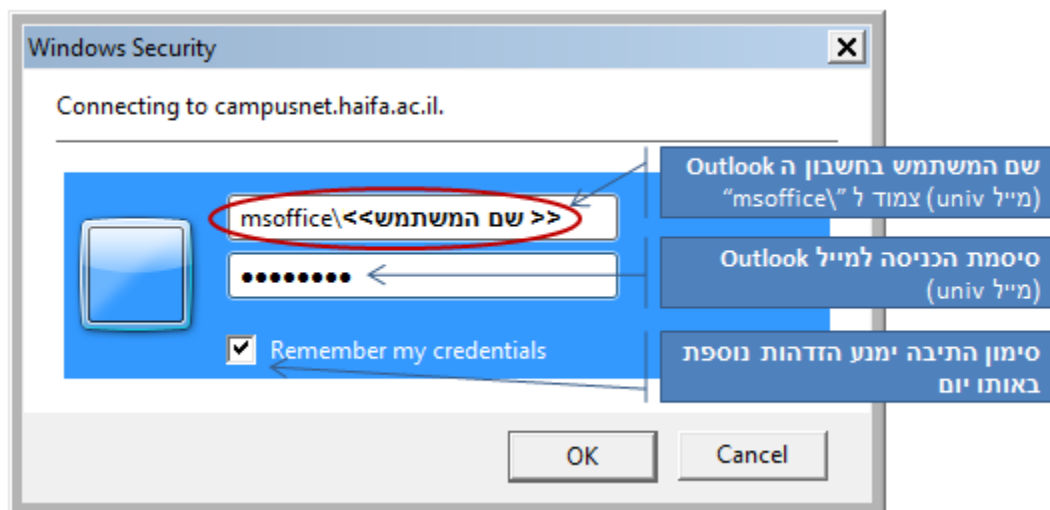 Windows Security
Connecting to campusnet.haifa.ac.il.
msoffice\<<שם המשתמש >>
שם המשתמש בחשבון ה Outlook
(מייל univ) צמוד ל "\msoffice"
●●●●●●●●
סיסמת הכניסה למייל Outlook
(מייל univ)
Remember my credentials
סימון התיבה ימנע הזדהות נוספת
באותו יום
OK
Cancel